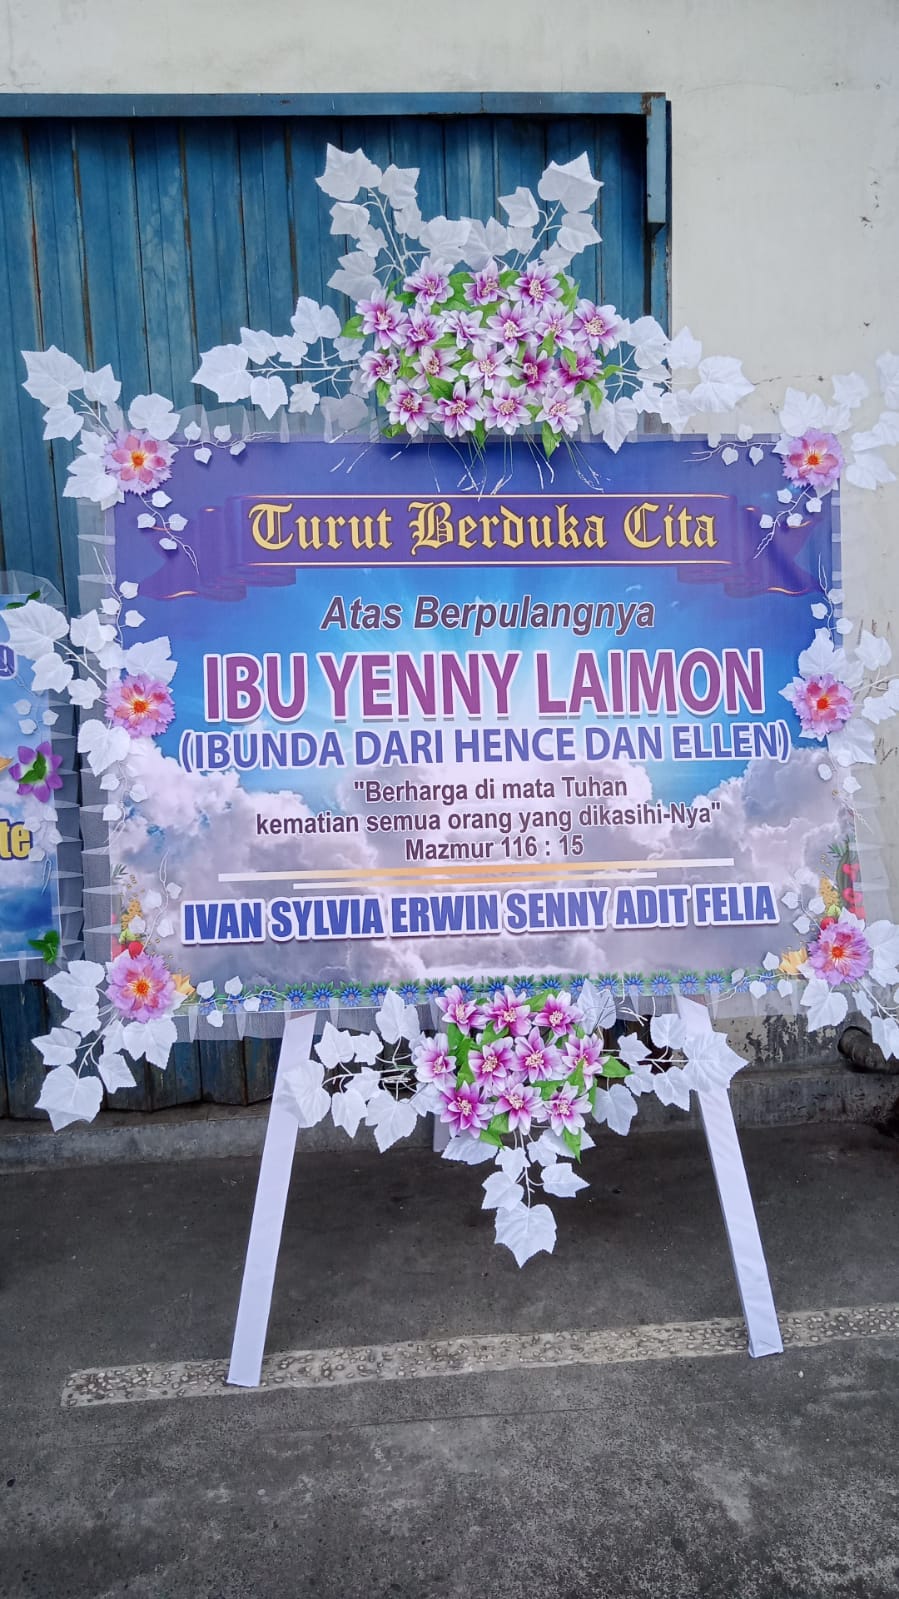 Turut Berduka Cita
Atas Berpulangnya
IBU YENNY LAIMON
(IBUNDA DARI HENCE DAN ELLEN)
"Berharga di mata Tuhan
kematian semua orang yang dikasihi-Nya"
Mazmur 116 : 15
IVAN SYLVIA ERWIN SENNY ADIT FELIA